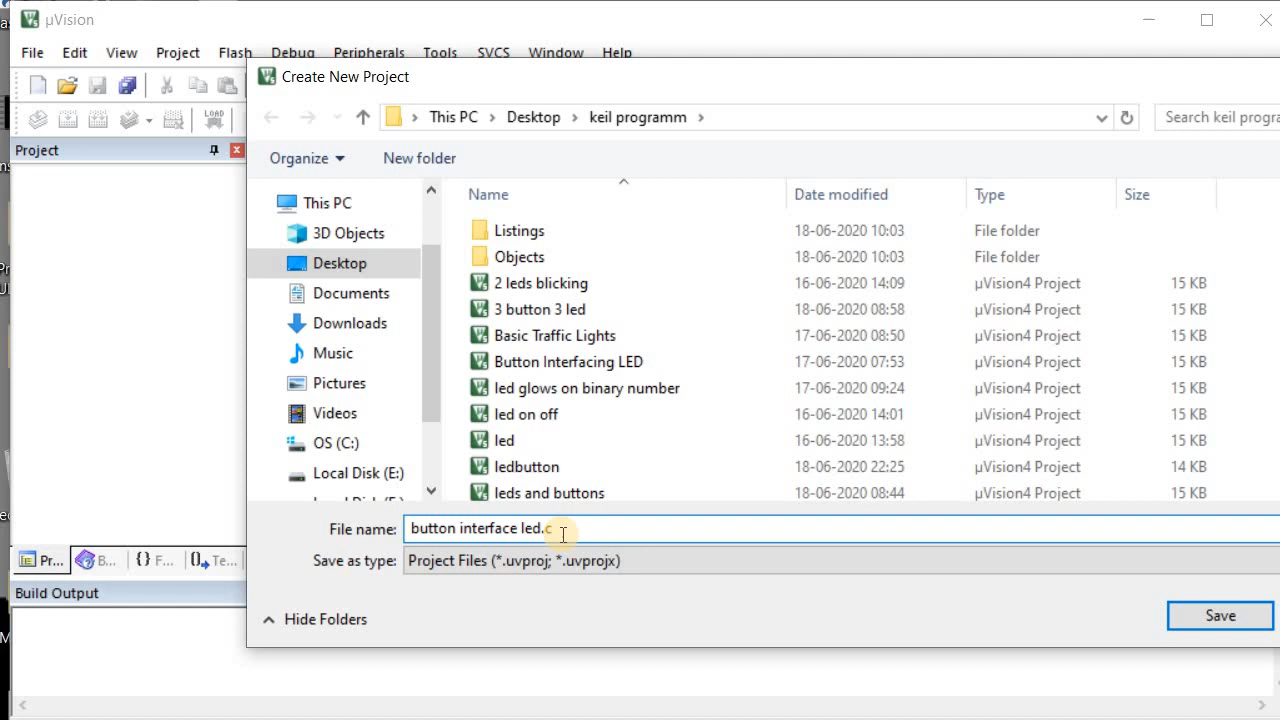 µVision
File Edit View Project Flash Debug Peripherals Tools SVCS Window Help
Create New Project
LOAD
This PC > Desktop > keil programm >
Search keil progra
Project
Organize
New folder
Name Date modified Type Size
This PC
3D Objects
Desktop
Documents
Downloads
Music
Pictures
Videos
OS (C:)
Local Disk (E:)
Listings 18-06-2020 10:03 File folder
Objects 18-06-2020 10:03 File folder
2 leds blicking 16-06-2020 14:09 µVision4 Project 15 KB
3 button 3 led 18-06-2020 08:58 µVision4 Project 15 KB
Basic Traffic Lights 17-06-2020 08:50 µVision4 Project 15 KB
Button Interfacing LED 17-06-2020 07:53 µVision4 Project 15 KB
led glows on binary number 17-06-2020 09:24 µVision4 Project 15 KB
led on off 16-06-2020 14:01 µVision4 Project 15 KB
led 16-06-2020 13:58 µVision4 Project 15 KB
ledbutton 18-06-2020 22:25 µVision4 Project 14 KB
leds and buttons 18-06-2020 08:44 µVision4 Project 15 KB
File name: button interface led.c
Save as type: Project Files (*.uvproj; *.uvprojx)
Pr... B... {} F... {} Te...
Build Output
Hide Folders
Save